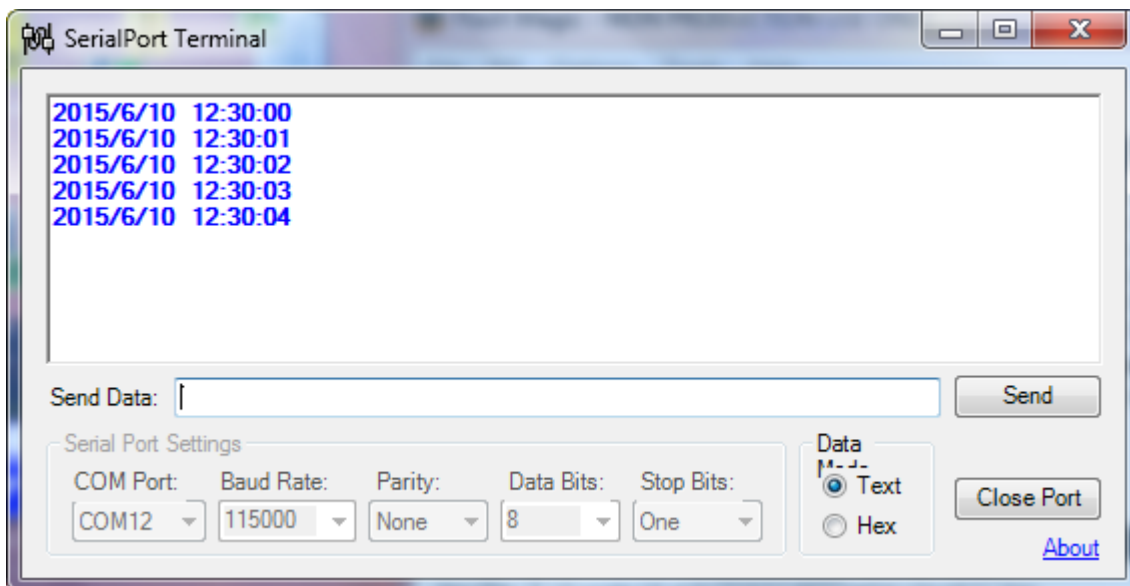 SerialPort Terminal
2015/6/10 12:30:00
2015/6/10 12:30:01
2015/6/10 12:30:02
2015/6/10 12:30:03
2015/6/10 12:30:04
Send Data:
Send
Serial Port Settings
Data
COM Port: Baud Rate: Parity: Data Bits: Stop Bits:
Text
COM12 115000 None 8 One
Hex
Close Port
About